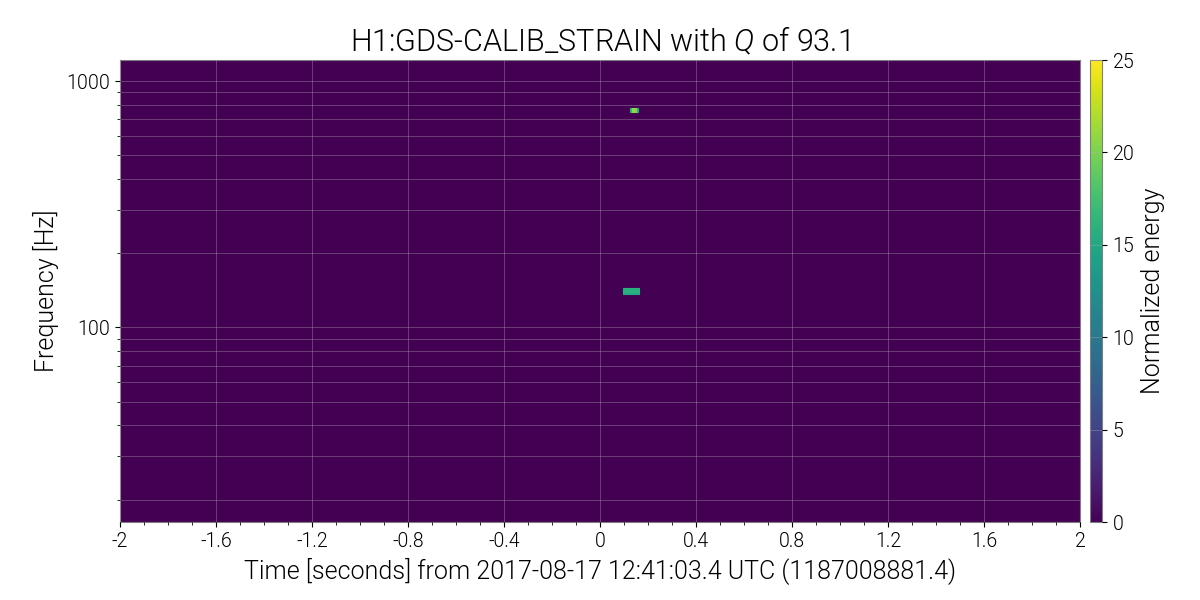 H1:GDS-CALIB_STRAIN with Q of 93.1
Frequency [Hz]
1000
100
-2 -1.6 -1.2 -0.8 -0.4 0 0.4 0.8 1.2 1.6 2
Time [seconds] from 2017-08-17 12:41:03.4 UTC (1187008881.4)
25
20
15
10
5
0
Normalized energy